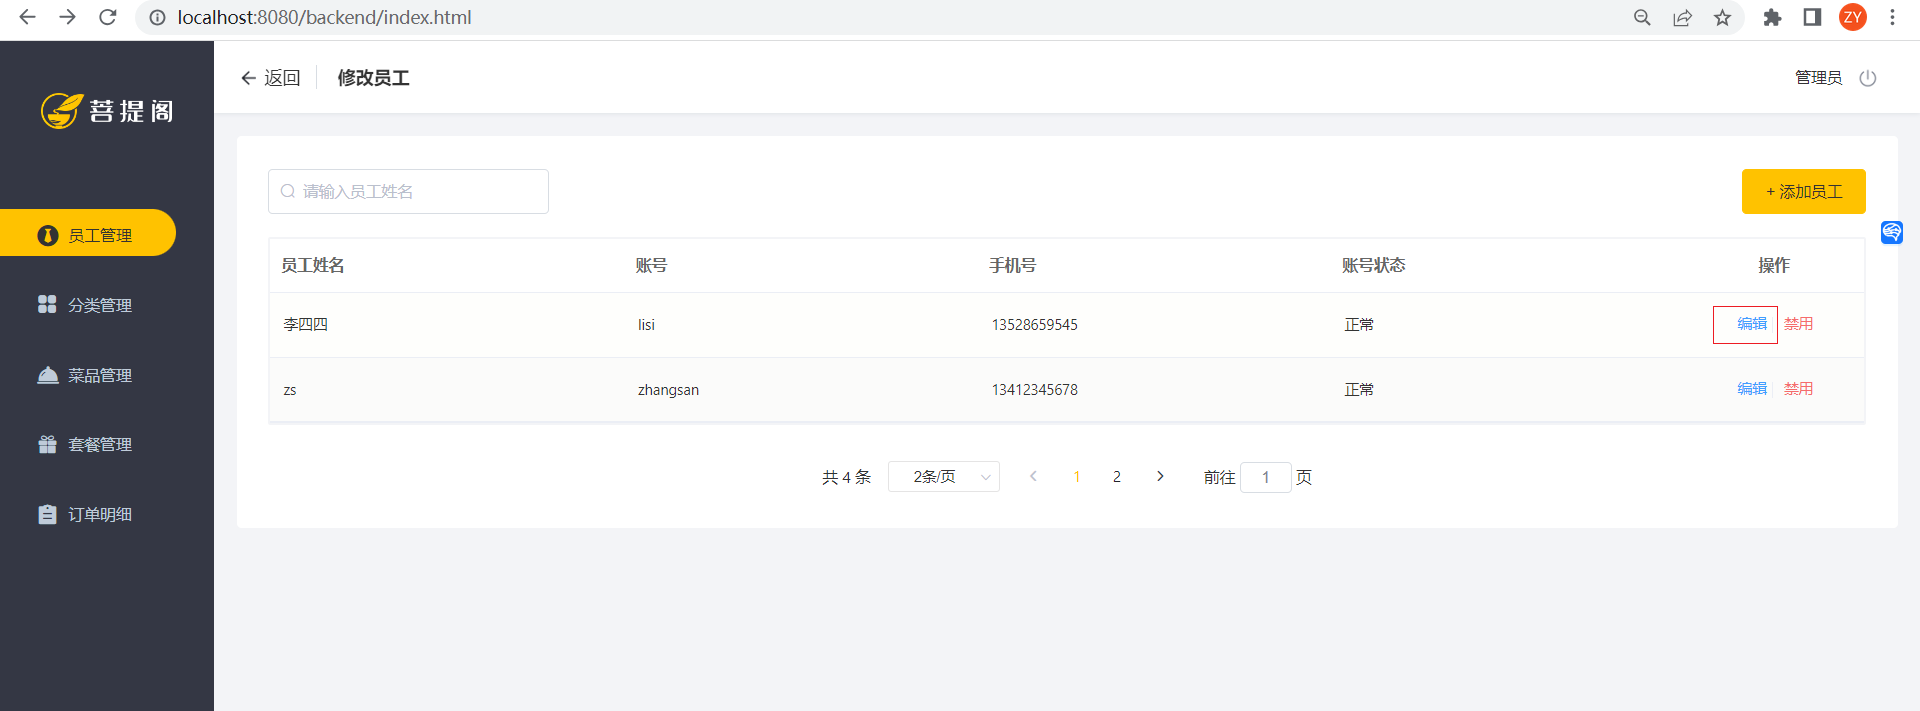 localhost:8080/backend/index.html
ZY
菩提阁
返回 修改员工
管理员
员工管理
分类管理
菜品管理
套餐管理
订单明细
请输入员工姓名
+ 添加员工
员工姓名 账号 手机号 账号状态 操作
李四四 lisi 13528659545 正常 编辑 禁用
zs zhangsan 13412345678 正常 编辑 禁用
共 4 条 2条/页 1 2 前往 1 页